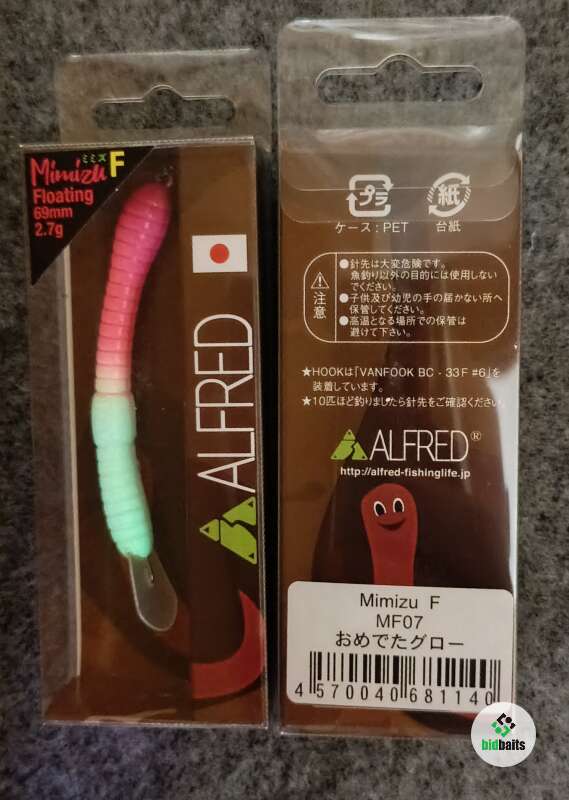 ミミズ
Mimizu F
Floating
69mm
2.7g
ALFRED
プラ
紙
ケース:PET
台紙
注意
●針先は大変危険です。
魚釣り以外の目的には使用しない
でください。
●子供及び幼児の手の届かない所へ
保管してください。
●高温となる場所での保管は
避けて下さい。
★HOOKは「VANFOOK BC - 33F #6」を
装着しています。
★10匹ほど釣りましたら針先をご確認ください。
ALFRED®
http://alfred-fishinglife.jp
Mimizu F
MF07
おめでたグロー
4 570040 681140
bidbaits